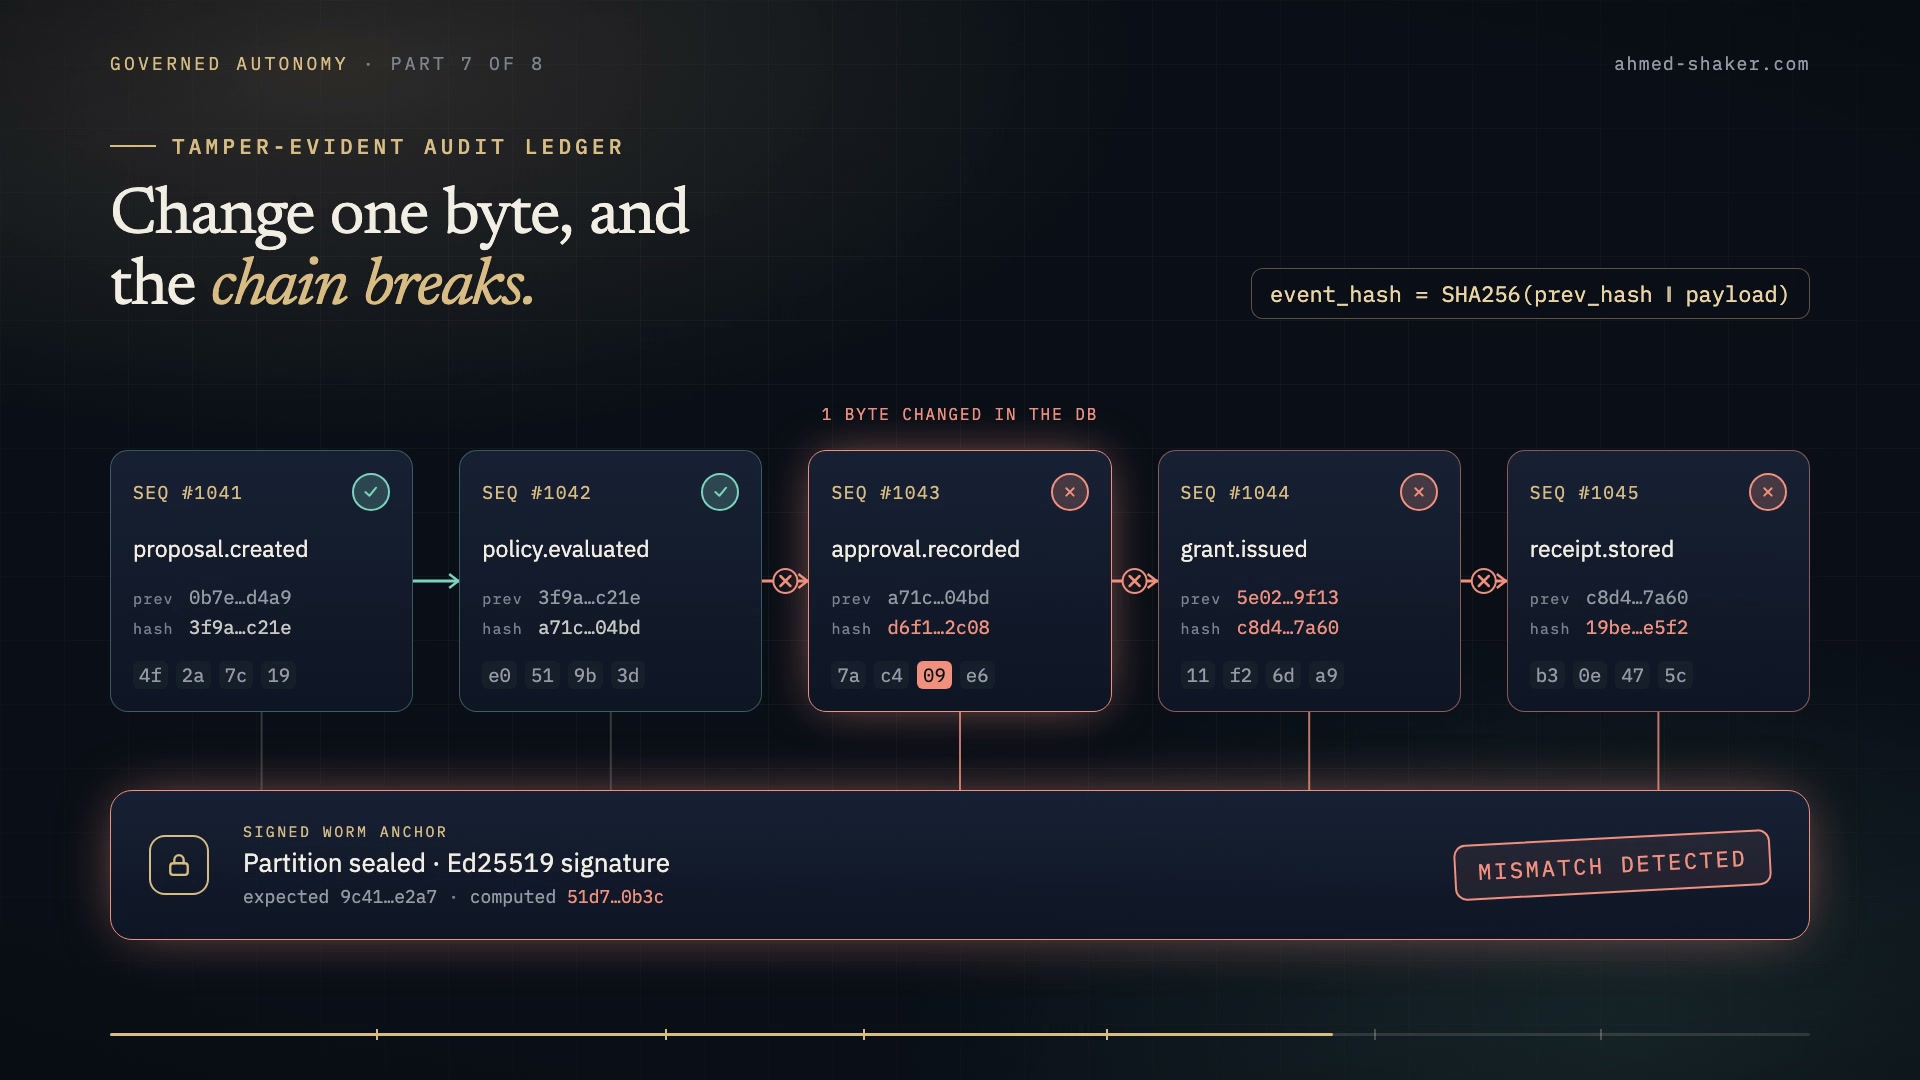 GOVERNED AUTONOMY · PART 7 OF 8
ahmed-shaker.com
TAMPER-EVIDENT AUDIT LEDGER
Change one byte, and
the chain breaks.
event_hash = SHA256(prev_hash ‖ payload)
1 BYTE CHANGED IN THE DB
SEQ #1041
proposal.created
prev 0b7e…d4a9
hash 3f9a…c21e
4f 2a 7c 19
SEQ #1042
policy.evaluated
prev 3f9a…c21e
hash a71c…04bd
e0 51 9b 3d
SEQ #1043
approval.recorded
prev a71c…04bd
hash d6f1…2c08
7a c4 09 e6
SEQ #1044
grant.issued
prev 5e02…9f13
hash c8d4…7a60
11 f2 6d a9
SEQ #1045
receipt.stored
prev c8d4…7a60
hash 19be…e5f2
b3 0e 47 5c
SIGNED WORM ANCHOR
Partition sealed · Ed25519 signature
expected 9c41…e2a7 · computed 51d7…0b3c
MISMATCH DETECTED